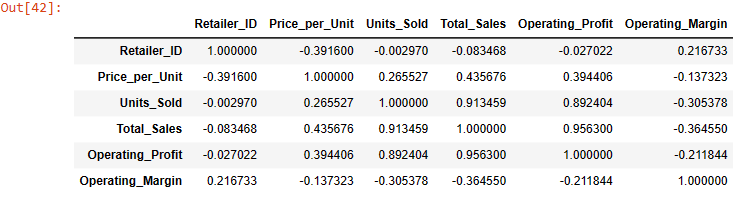 Out[42]:
Retailer_ID Price_per_Unit Units_Sold Total_Sales Operating_Profit Operating_Margin
Retailer_ID 1.000000 -0.391600 -0.002970 -0.083468 -0.027022 0.216733
Price_per_Unit -0.391600 1.000000 0.265527 0.435676 0.394406 -0.137323
Units_Sold -0.002970 0.265527 1.000000 0.913459 0.892404 -0.305378
Total_Sales -0.083468 0.435676 0.913459 1.000000 0.956300 -0.364550
Operating_Profit -0.027022 0.394406 0.892404 0.956300 1.000000 -0.211844
Operating_Margin 0.216733 -0.137323 -0.305378 -0.364550 -0.211844 1.000000